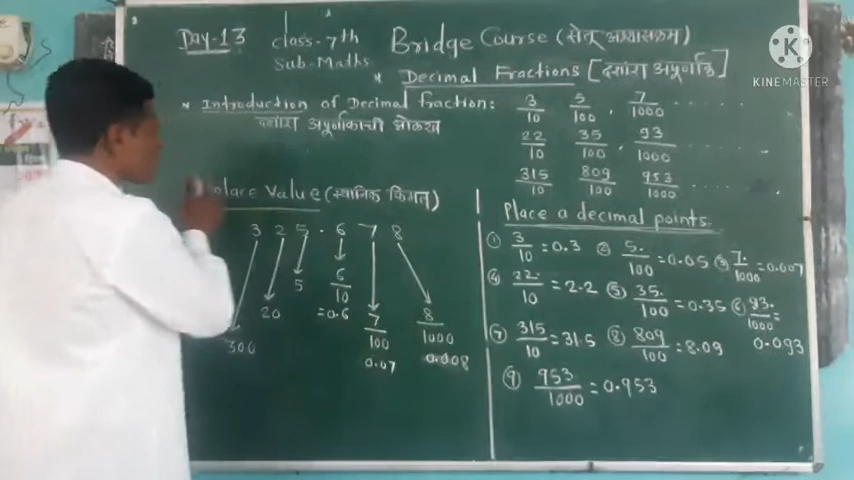 Day-13
class-7th
Sub-Maths
Bridge Course (सेतू अभ्यासक्रम)
* Decimal Fractions [दशांश अपूर्णांक]
* Introduction of Decimal Fraction:
दशांश अपूर्णांकाची ओळख
3/10 5/100, 7/1000 ......
22/10 35/100, 93/1000
315/10 809/100 953/1000 ......
place value (स्थानिक किंमत)
3 2 5 . 6 7 8
300 20 5 6/10 7/100 8/1000
=0.6 0.07 0.008
Place a decimal points:
① 3/10 = 0.3 ② 5./100 = 0.05 ③ 7./1000 = 0.007
④ 22./10 = 2.2 ⑤ 35./100 = 0.35 ⑥ 93./1000 = 0.093
⑦ 315/10 = 31.5 ⑧ 809/100 = 8.09
⑨ 953/1000 = 0.953
K
KINEMASTER